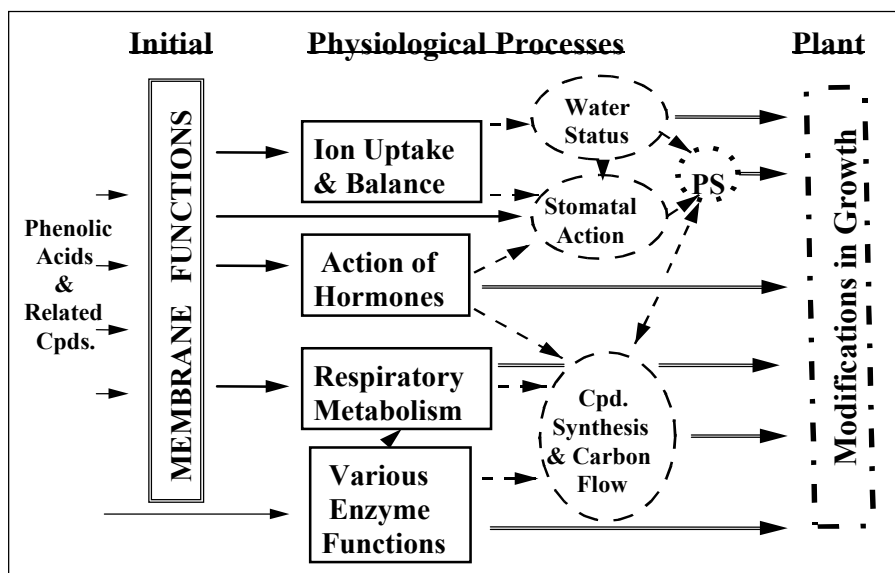 Initial
Physiological Processes
Plant
Phenolic
Acids
&
Related
Cpds.
MEMBRANE FUNCTIONS
Ion Uptake
& Balance
Action of
Hormones
Respiratory
Metabolism
Various
Enzyme
Functions
Water
Status
Stomatal
Action
PS
Cpd.
Synthesis
& Carbon
Flow
Modifications in Growth